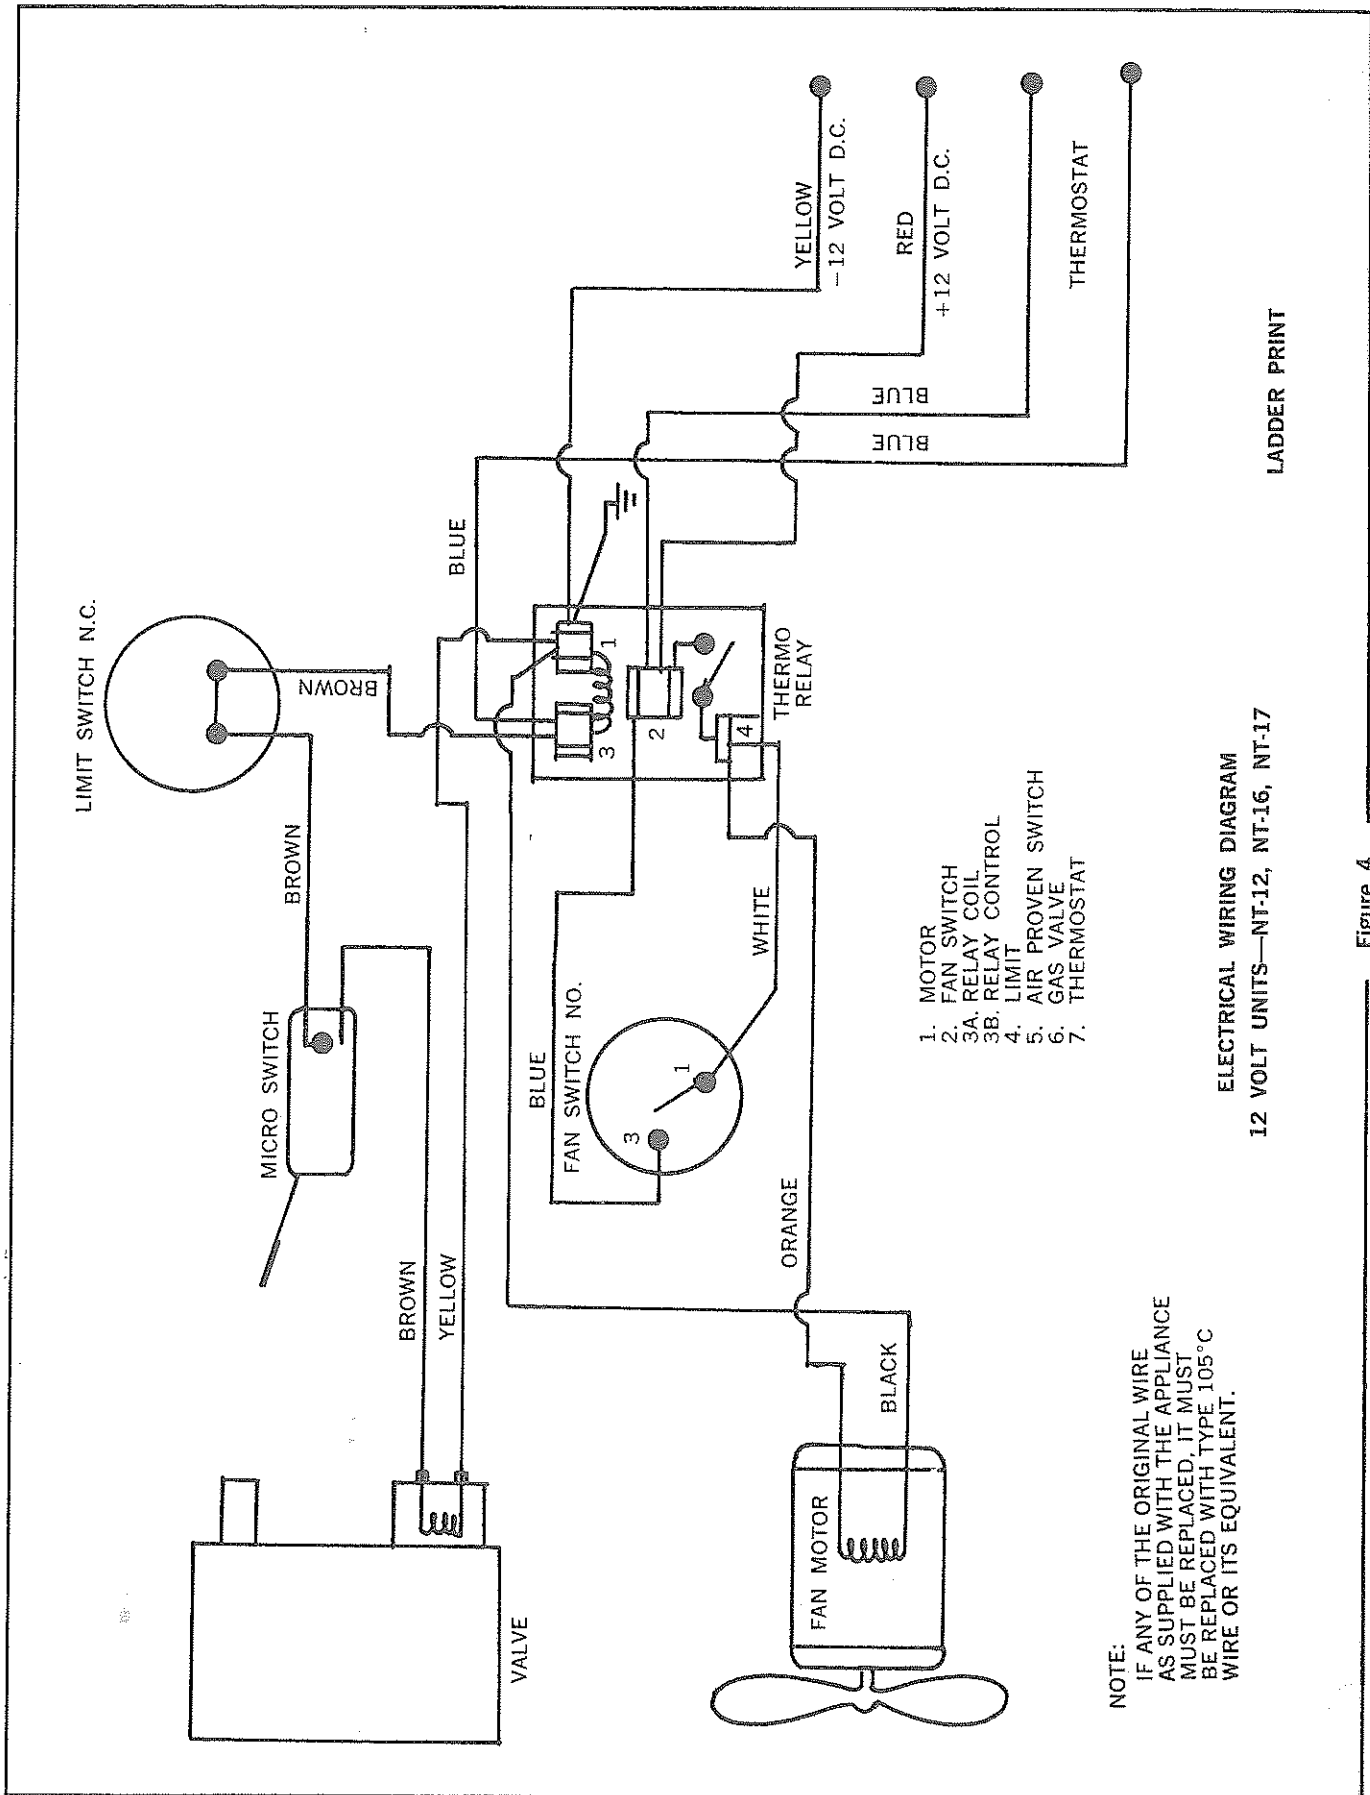 VALVE
BROWN
YELLOW
MICRO SWITCH
BROWN
LIMIT SWITCH N.C.
BROWN
BLUE
BLUE
FAN SWITCH NO.
3
1
WHITE
ORANGE
3
1
2
4
THERMO
RELAY
BLUE
BLUE
YELLOW
−12 VOLT D.C.
RED
+12 VOLT D.C.
THERMOSTAT
FAN MOTOR
BLACK
1. MOTOR
2. FAN SWITCH
3A. RELAY COIL
3B. RELAY CONTROL
4. LIMIT
5. AIR PROVEN SWITCH
6. GAS VALVE
7. THERMOSTAT
NOTE:
IF ANY OF THE ORIGINAL WIRE
AS SUPPLIED WITH THE APPLIANCE
MUST BE REPLACED, IT MUST
BE REPLACED WITH TYPE 105°C
WIRE OR ITS EQUIVALENT.
ELECTRICAL WIRING DIAGRAM
12 VOLT UNITS—NT-12, NT-16, NT-17
LADDER PRINT
Figure 4